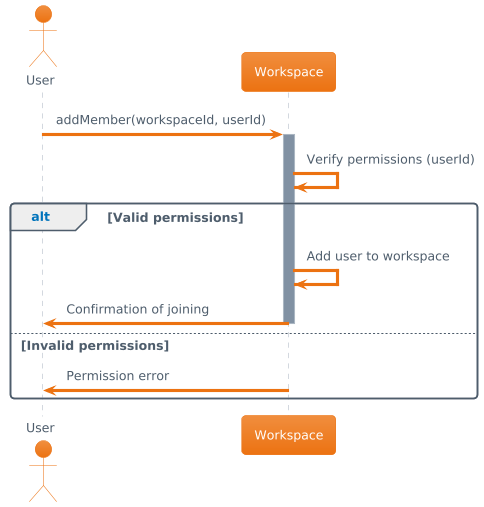 User
Workspace
addMember(workspaceId, userId)
Verify permissions (userId)
alt
[Valid permissions]
Add user to workspace
Confirmation of joining
[Invalid permissions]
Permission error
User
Workspace